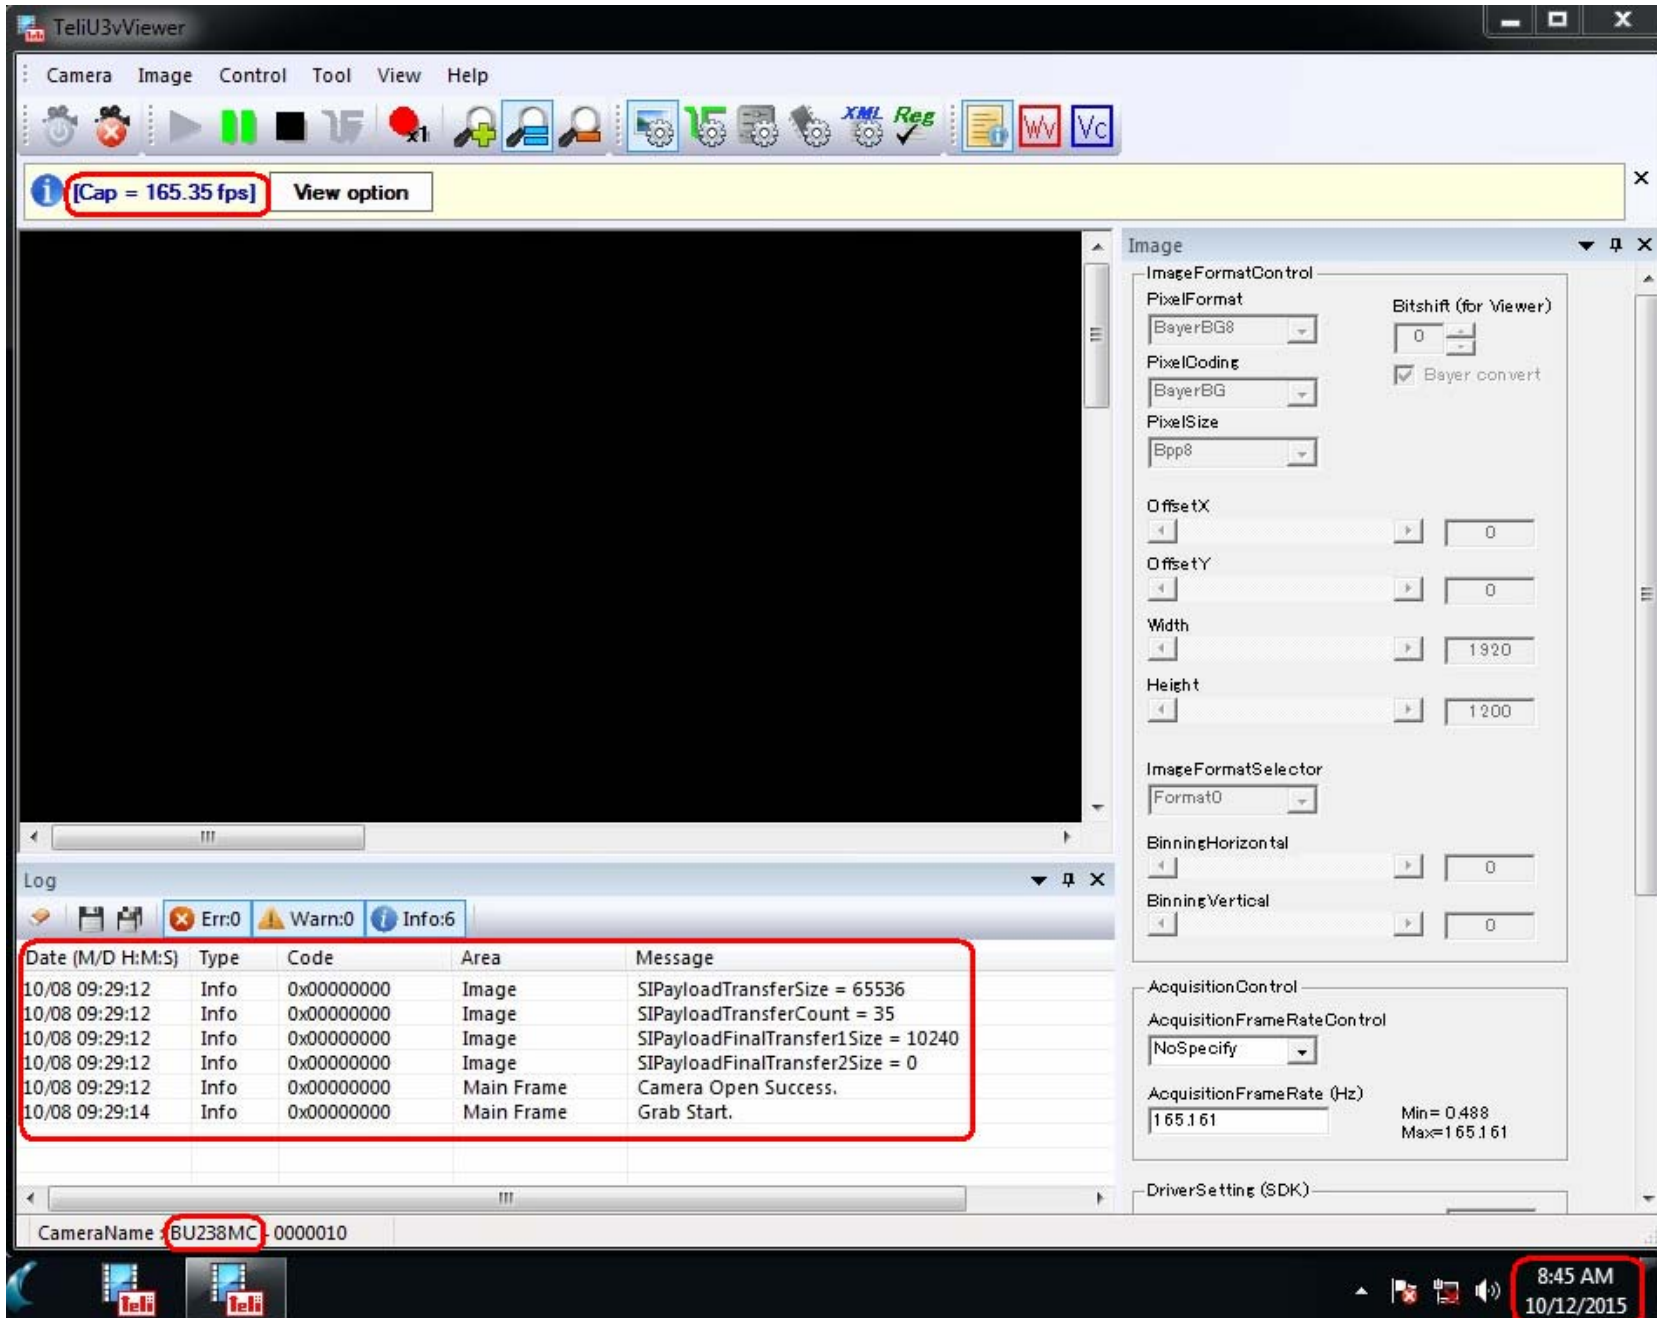 TeliU3vViewer
Camera Image Control Tool View Help
x1 XML Reg Wv Vc
[Cap = 165.35 fps] View option
Image
ImageFormatControl
PixelFormat
Bitshift (for Viewer)
BayerBG8
0
PixelCoding
Bayer convert
BayerBG
PixelSize
Bpp8
OffsetX
0
OffsetY
0
Width
1920
Height
1200
ImageFormatSelector
Format0
BinningHorizontal
0
BinningVertical
0
AcquisitionControl
AcquisitionFrameRateControl
NoSpecify
AcquisitionFrameRate (Hz)
165.161
Min= 0.488
Max=165.161
DriverSetting (SDK)
Log
Err:0 Warn:0 Info:6
Date (M/D H:M:S) Type Code Area Message
10/08 09:29:12 Info 0x00000000 Image SIPayloadTransferSize = 65536
10/08 09:29:12 Info 0x00000000 Image SIPayloadTransferCount = 35
10/08 09:29:12 Info 0x00000000 Image SIPayloadFinalTransfer1Size = 10240
10/08 09:29:12 Info 0x00000000 Image SIPayloadFinalTransfer2Size = 0
10/08 09:29:12 Info 0x00000000 Main Frame Camera Open Success.
10/08 09:29:14 Info 0x00000000 Main Frame Grab Start.
CameraName : BU238MC - 0000010
Teli Teli
8:45 AM
10/12/2015